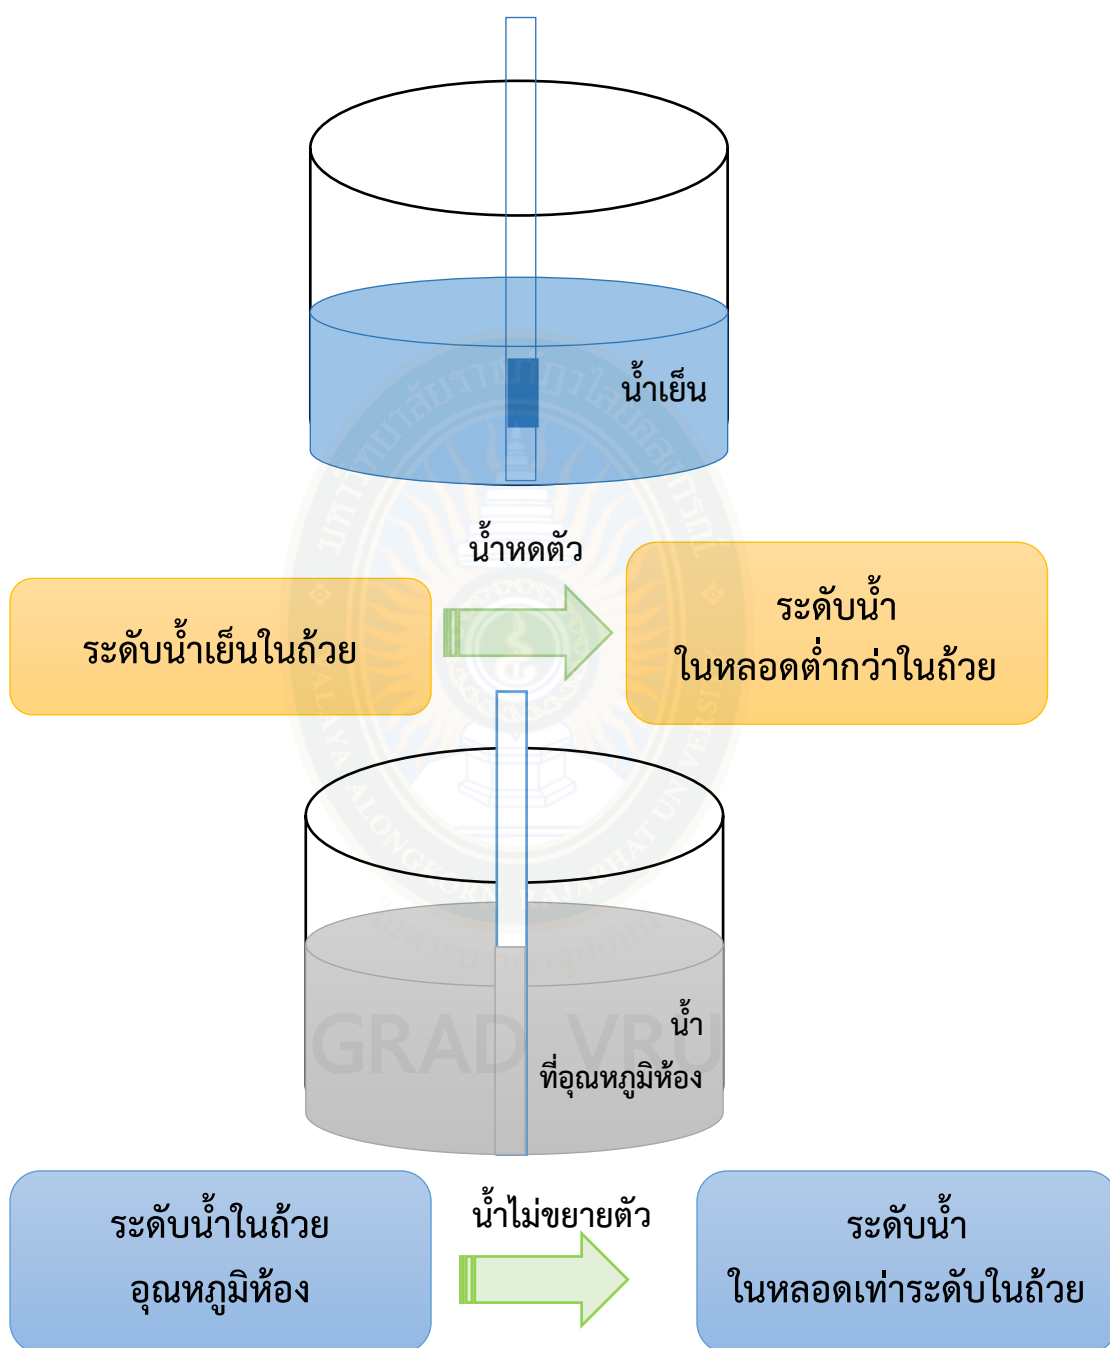 น้ำเย็น
น้ำหดตัว
ระดับน้ำเย็นในถ้วย
ระดับน้ำ
ในหลอดต่ำกว่าในถ้วย
น้ำ
ที่อุณหภูมิห้อง
GRAD VRU
น้ำไม่ขยายตัว
ระดับน้ำในถ้วย
อุณหภูมิห้อง
ระดับน้ำ
ในหลอดเท่าระดับในถ้วย